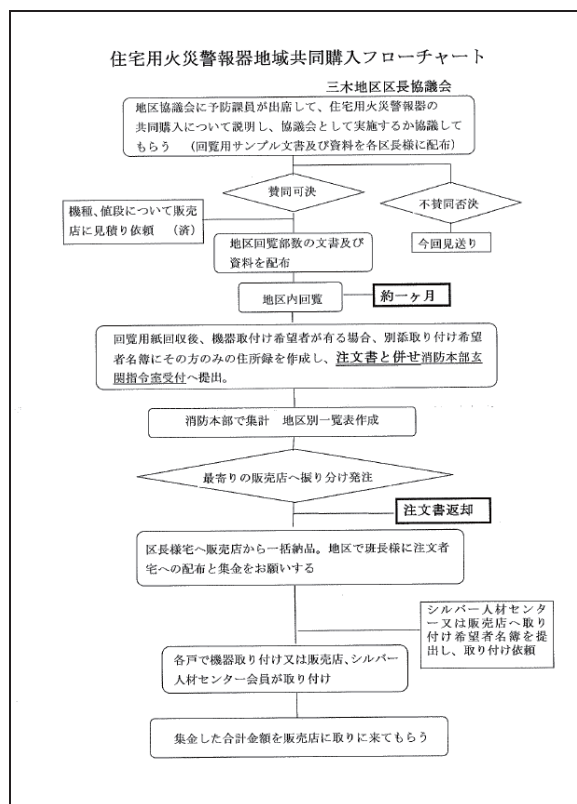 住宅用火災警報器地域共同購入フローチャート
三木地区区長協議会
地区協議会に予防課員が出席して、住宅用火災警報器の
共同購入について説明し、協議会として実施するか協議して
もらう　（回覧用サンプル文書及び資料を各区長様に配布）
賛同可決
不賛同否決
機種、値段について販売
店に見積り依頼　（済）
今回見送り
地区回覧部数の文書及び
資料を配布
地区内回覧
約一ヶ月
回覧用紙回収後、機器取付け希望者が有る場合、別添取り付け希望
者名簿にその方のみの住所録を作成し、注文書と併せ消防本部玄
関指令室受付へ提出。
消防本部で集計　地区別一覧表作成
最寄りの販売店へ振り分け発注
注文書返却
区長様宅へ販売店から一括納品。地区で班長様に注文者
宅への配布と集金をお願いする
シルバー人材センタ
ー又は販売店へ取り
付け希望者名簿を提
出し、取り付け依頼
各戸で機器取り付け又は販売店、シルバー
人材センター会員が取り付け
集金した合計金額を販売店に取りに来てもらう